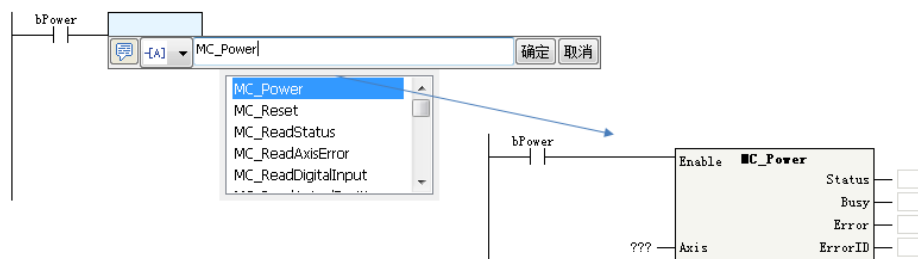 bPower
-[A] MC_Power 确定 取消
MC_Power
MC_Reset
MC_ReadStatus
MC_ReadAxisError
MC_ReadDigitalInput
bPower
Enable MC_Power
Status
Busy
Error
??? Axis ErrorID